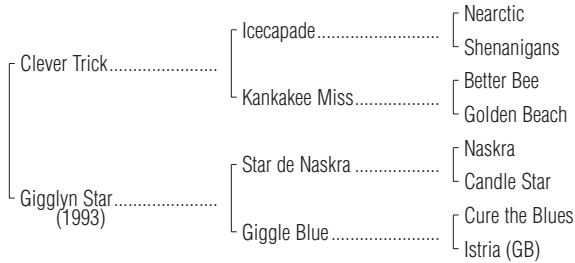 Nearctic
Icecapade
Shenanigans
Clever Trick
Better Bee
Kankakee Miss
Golden Beach
Naskra
Star de Naskra
Candle Star
Gigglyn Star
(1993)
Cure the Blues
Giggle Blue
Istria (GB)